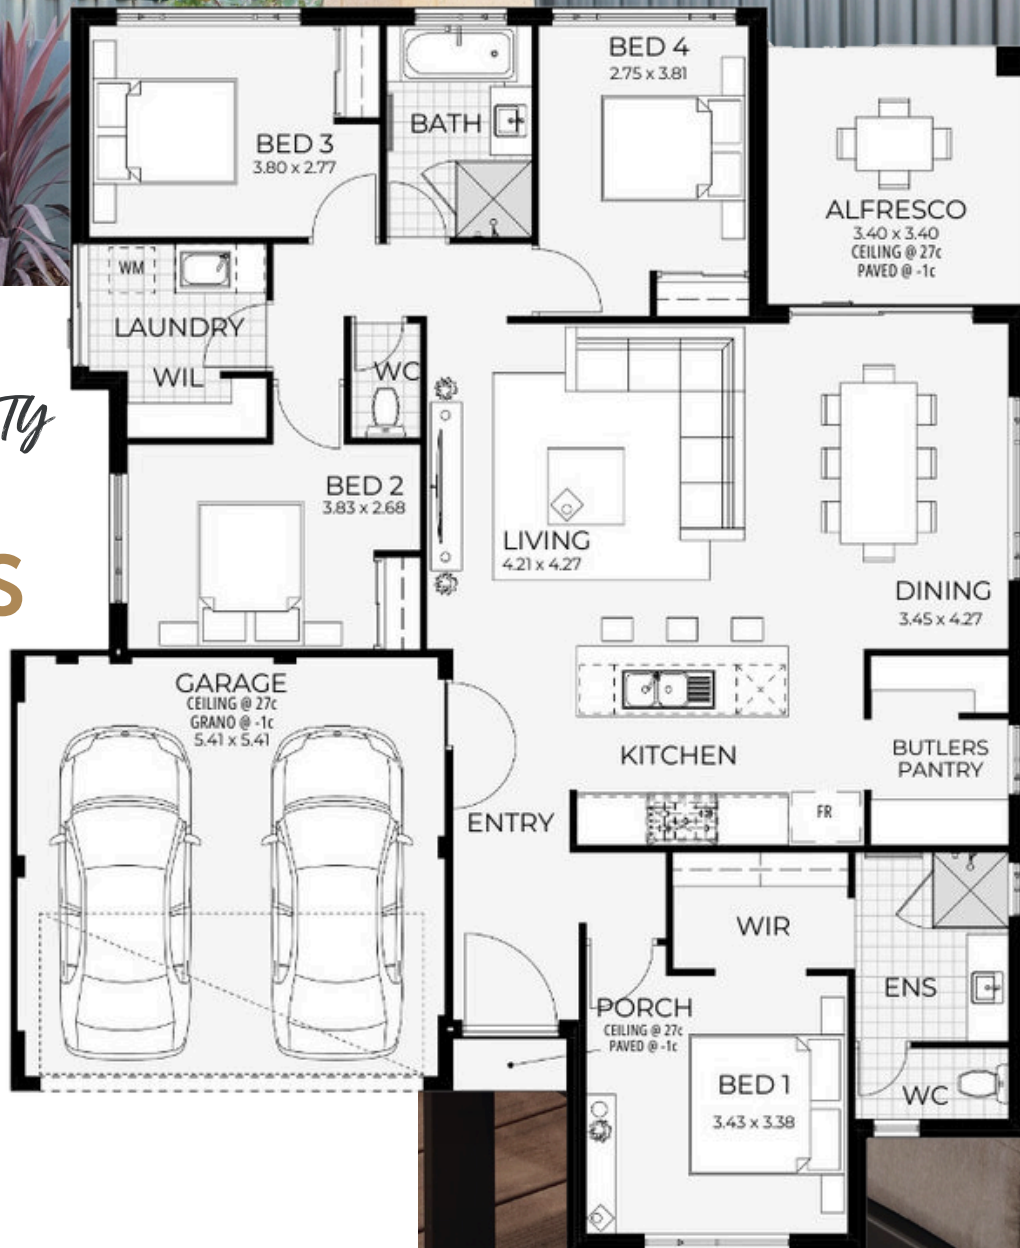 BED 4
2.75 x 3.81
BATH
BED 3
3.80 x 2.77
ALFRESCO
3.40 x 3.40
CEILING @ 27c
PAVED @ -1c
WM
LAUNDRY
WIL
WC
TY
BED 2
3.83 x 2.68
LIVING
4.21 x 4.27
DINING
3.45 x 4.27
S
GARAGE
CEILING @ 27c
GRANO @ -1c
5.41 x 5.41
KITCHEN
BUTLERS
PANTRY
FR
ENTRY
WIR
ENS
PORCH
CEILING @ 27c
PAVED @ -1c
BED 1
3.43 x 3.38
WC